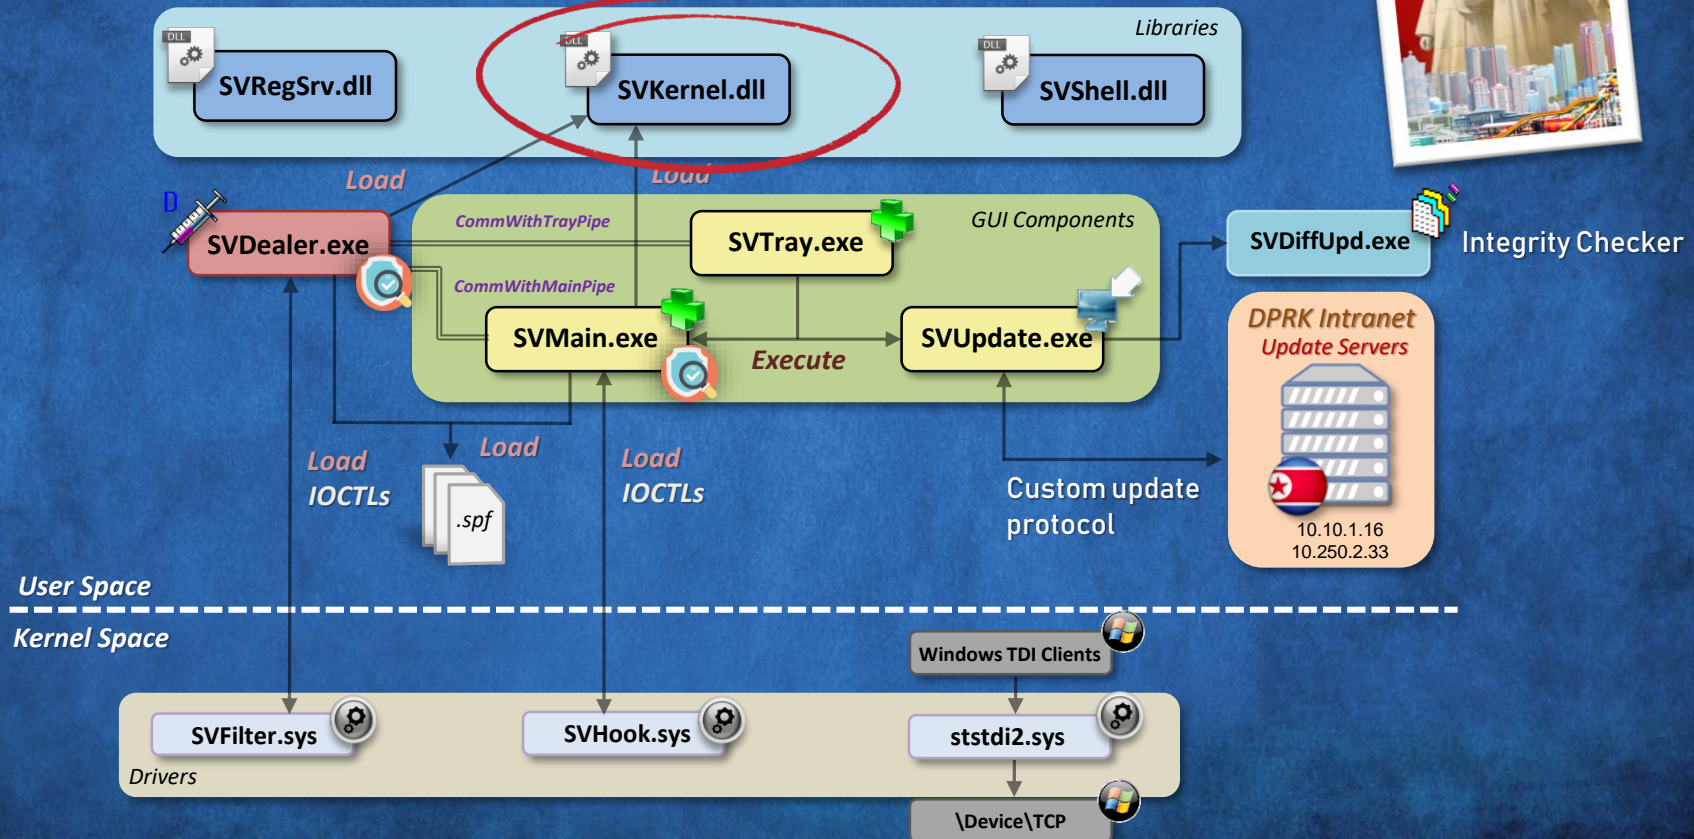 Libraries
DLL
SVRegSrv.dll
DLL
SVKernel.dll
DLL
SVShell.dll
Load
Load
D
SVDealer.exe
CommWithTrayPipe
SVTray.exe
GUI Components
SVDiffUpd.exe
Integrity Checker
CommWithMainPipe
SVMain.exe
Execute
SVUpdate.exe
DPRK Intranet
Update Servers
10.10.1.16
10.250.2.33
Load
IOCTLs
Load
.spf
Load
IOCTLs
Custom update
protocol
User Space
Kernel Space
Windows TDI Clients
SVFilter.sys
SVHook.sys
ststdi2.sys
Drivers
\Device\TCP